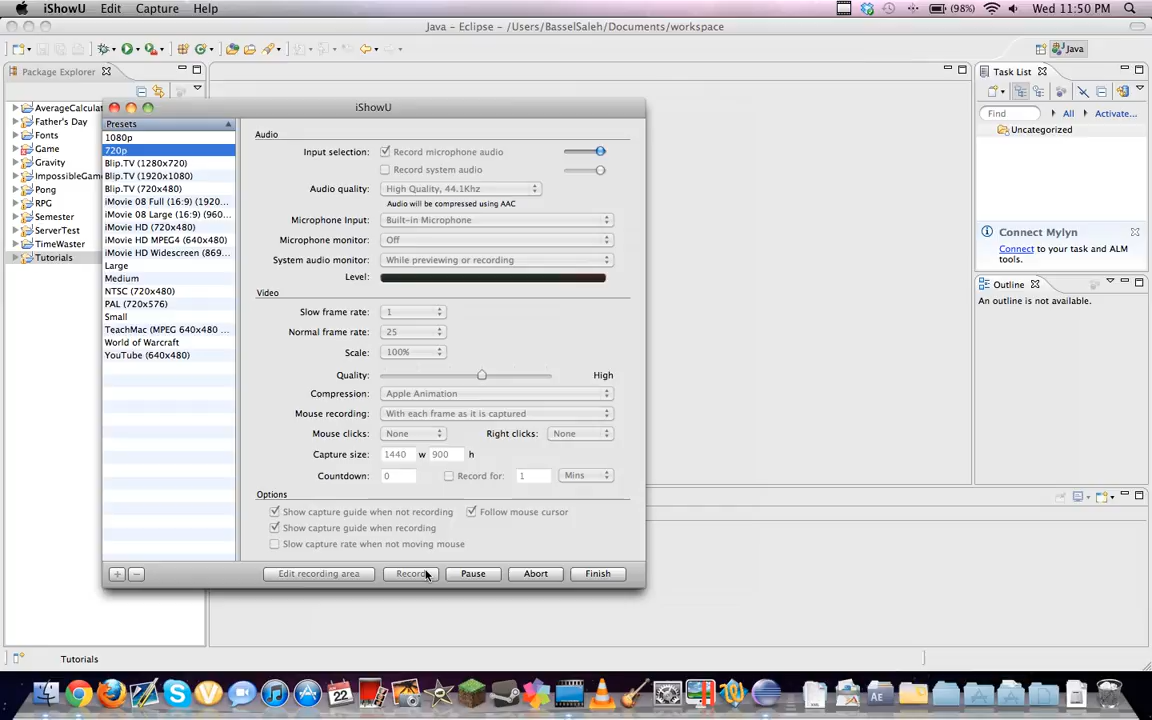 iShowU Edit Capture Help (98%) Wed 11:50 PM
Java – Eclipse – /Users/BasselSaleh/Documents/workspace
Java
Package Explorer
AverageCalculat
Father's Day
Fonts
Game
Gravity
ImpossibleGam
Pong
RPG
Semester
ServerTest
TimeWaster
Tutorials
iShowU
Presets
1080p
720p
Blip.TV (1280x720)
Blip.TV (1920x1080)
Blip.TV (720x480)
iMovie 08 Full (16:9) (1920...
iMovie 08 Large (16:9) (960...
iMovie HD (720x480)
iMovie HD MPEG4 (640x480)
iMovie HD Widescreen (869...
Large
Medium
NTSC (720x480)
PAL (720x576)
Small
TeachMac (MPEG 640x480 ...
World of Warcraft
YouTube (640x480)
Audio
Input selection: Record microphone audio
Record system audio
Audio quality: High Quality, 44.1Khz
Audio will be compressed using AAC
Microphone Input: Built-in Microphone
Microphone monitor: Off
System audio monitor: While previewing or recording
Level:
Video
Slow frame rate: 1
Normal frame rate: 25
Scale: 100%
Quality: High
Compression: Apple Animation
Mouse recording: With each frame as it is captured
Mouse clicks: None Right clicks: None
Capture size: 1440 w 900 h
Countdown: 0 Record for: 1 Mins
Options
Show capture guide when not recording Follow mouse cursor
Show capture guide when recording
Slow capture rate when not moving mouse
Edit recording area Record Pause Abort Finish
Task List
Find All Activate...
Uncategorized
Connect Mylyn
Connect to your task and ALM
tools.
Outline
An outline is not available.
Tutorials
22
AE